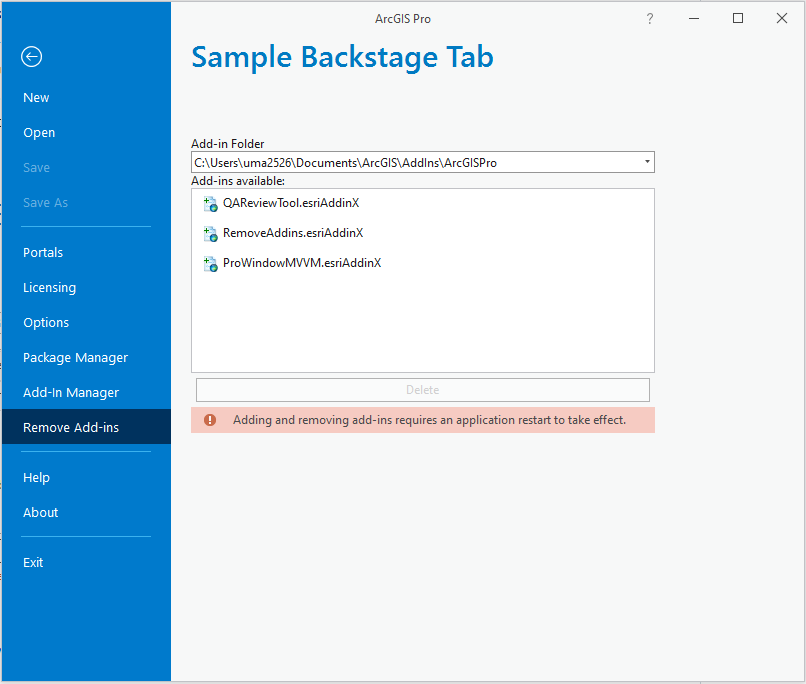 ArcGIS Pro
?
Sample Backstage Tab
New
Open
Save
Save As
Portals
Licensing
Options
Package Manager
Add-In Manager
Remove Add-ins
Help
About
Exit
Add-in Folder
C:\Users\uma2526\Documents\ArcGIS\AddIns\ArcGISPro
Add-ins available:
QAReviewTool.esriAddinX
RemoveAddins.esriAddinX
ProWindowMVVM.esriAddinX
Delete
Adding and removing add-ins requires an application restart to take effect.